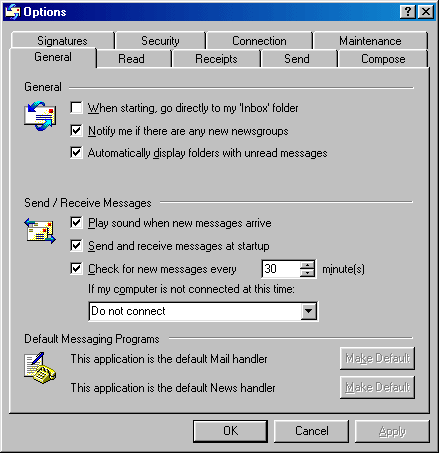 Options
Signatures Security Connection Maintenance
General Read Receipts Send Compose
General
When starting, go directly to my 'Inbox' folder
Notify me if there are any new newsgroups
Automatically display folders with unread messages
Send / Receive Messages
Play sound when new messages arrive
Send and receive messages at startup
Check for new messages every 30 minute(s)
If my computer is not connected at this time:
Do not connect
Default Messaging Programs
This application is the default Mail handler Make Default
This application is the default News handler Make Default
OK Cancel Apply